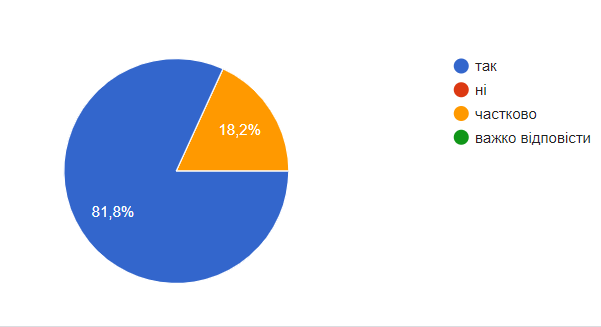 так
ні
частково
важко відповісти
18,2%
81,8%